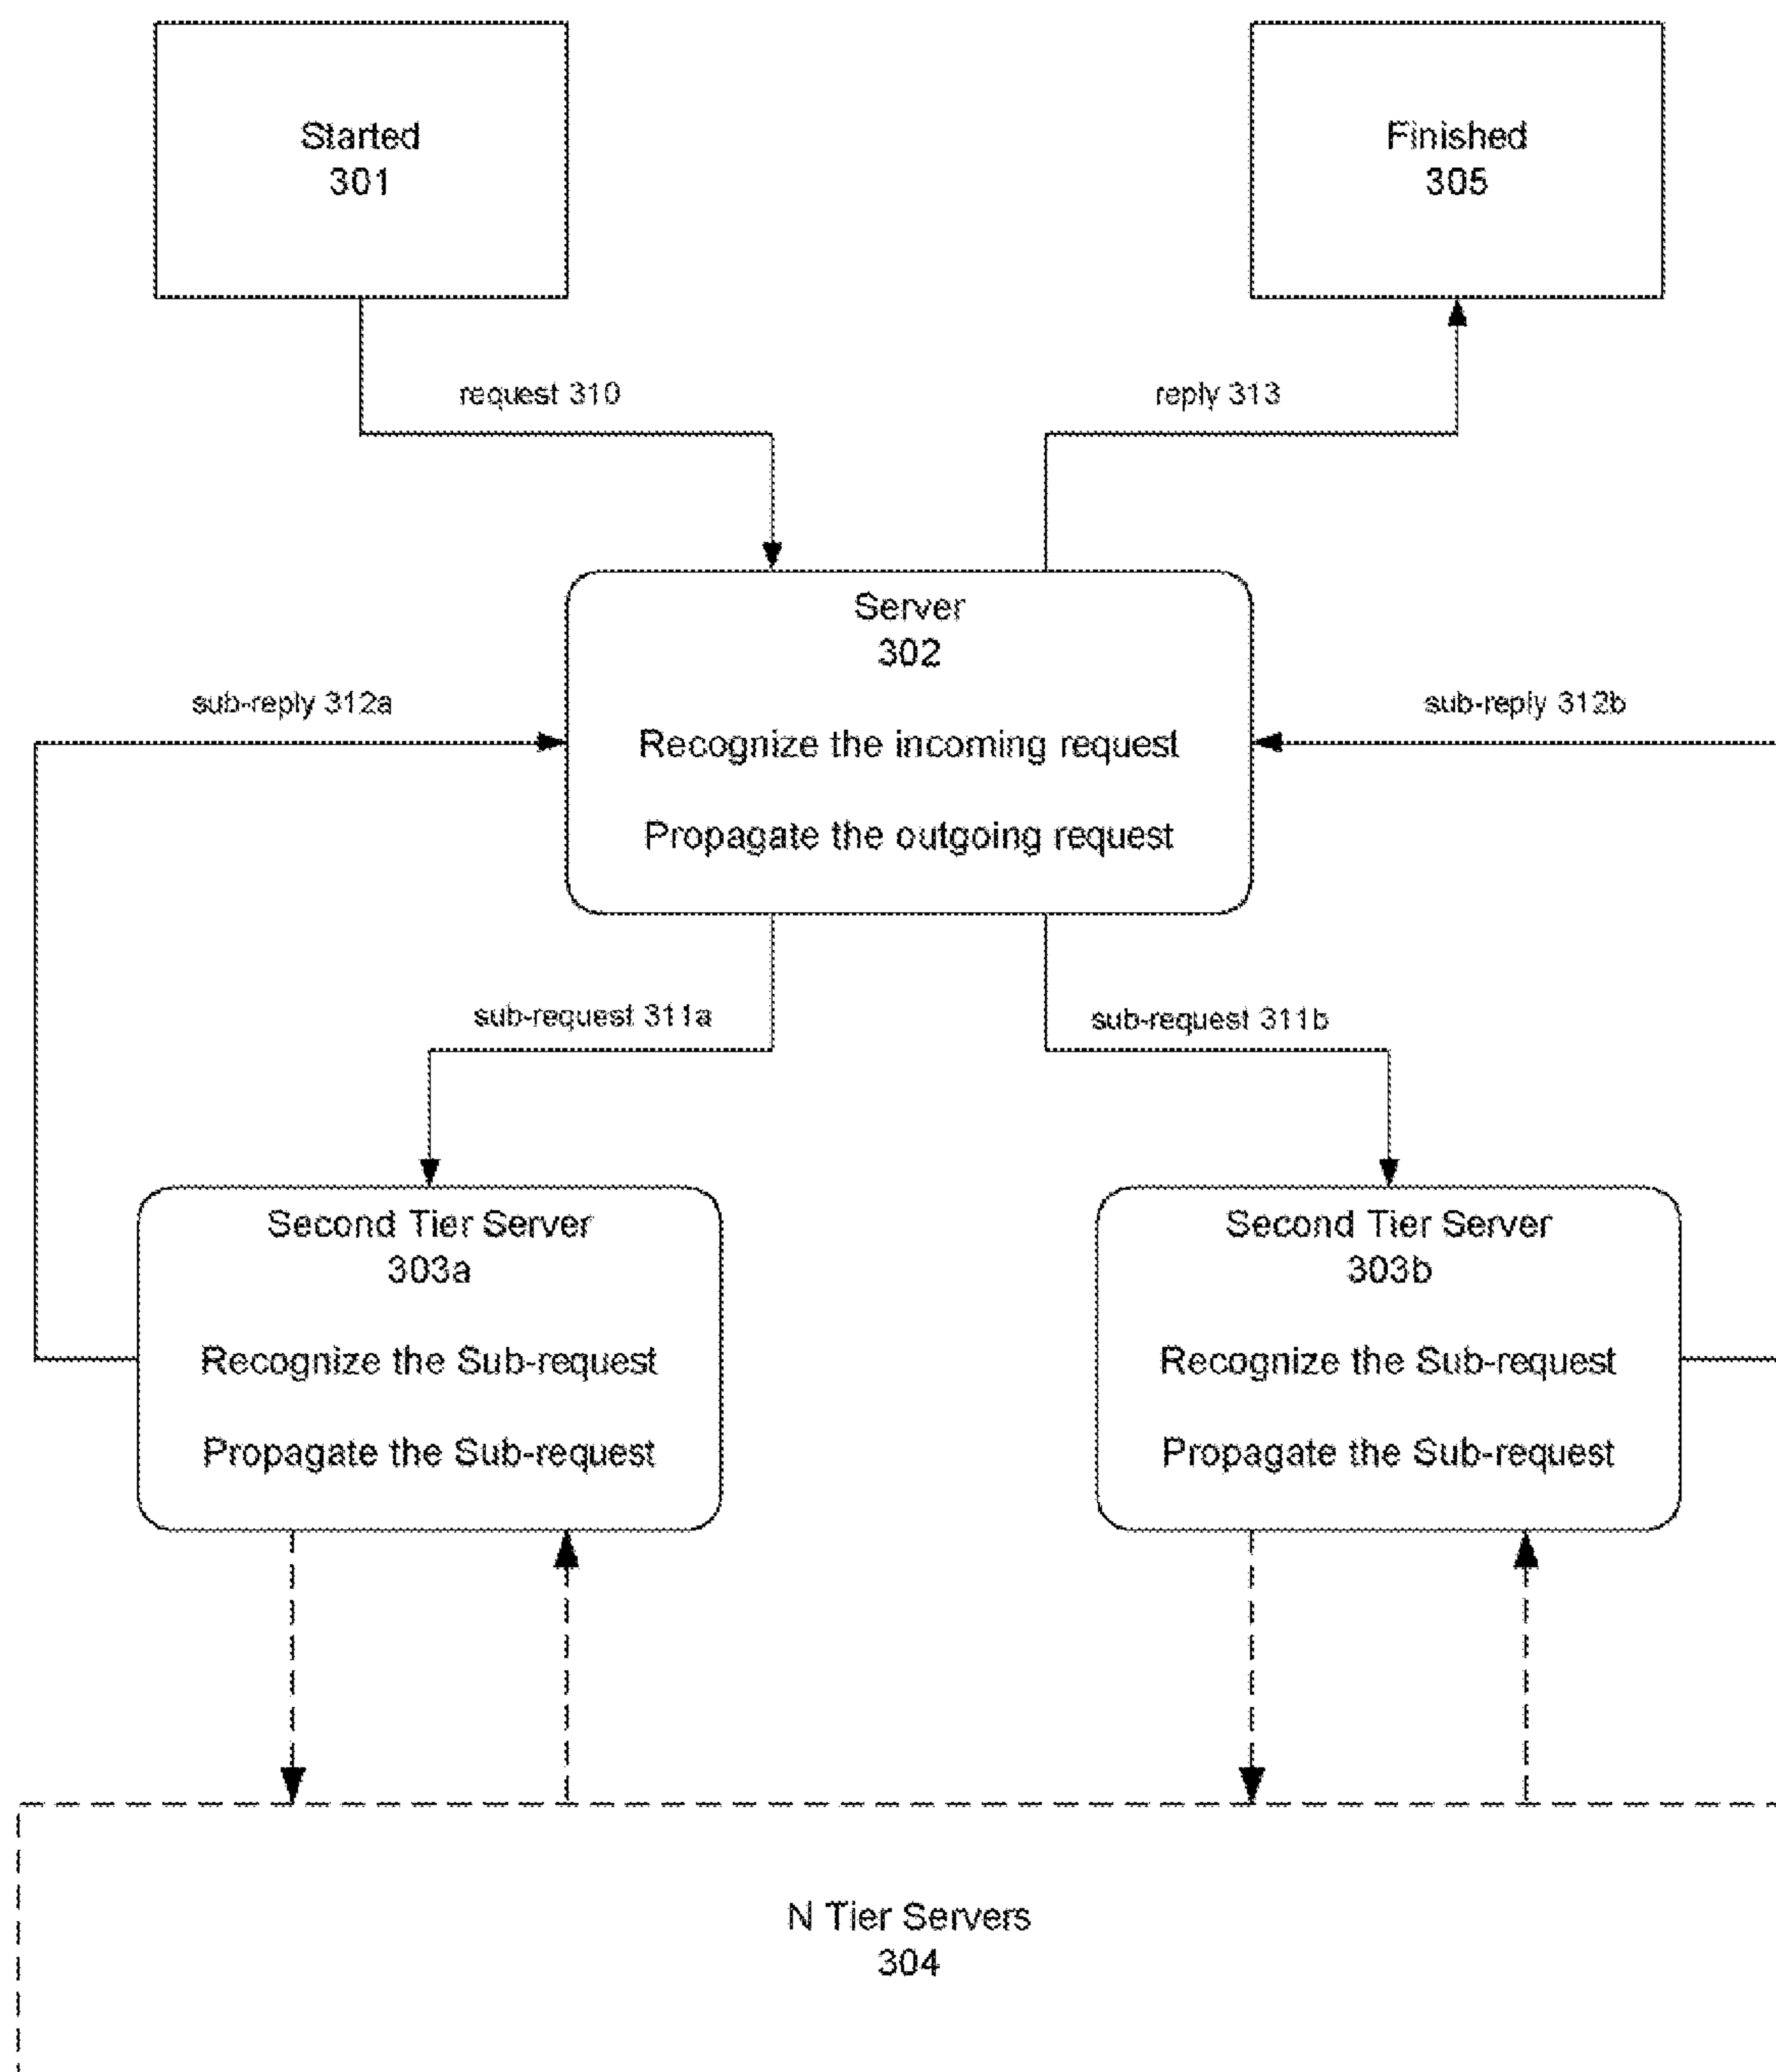 Started
301
Finished
305
request 310
reply 313
Server
302
Recognize the incoming request
Propagate the outgoing request
sub-reply 312a
sub-reply 312b
sub-request 311a
sub-request 311b
Second Tier Server
303a
Recognize the Sub-request
Propagate the Sub-request
Second Tier Server
303b
Recognize the Sub-request
Propagate the Sub-request
N Tier Servers
304